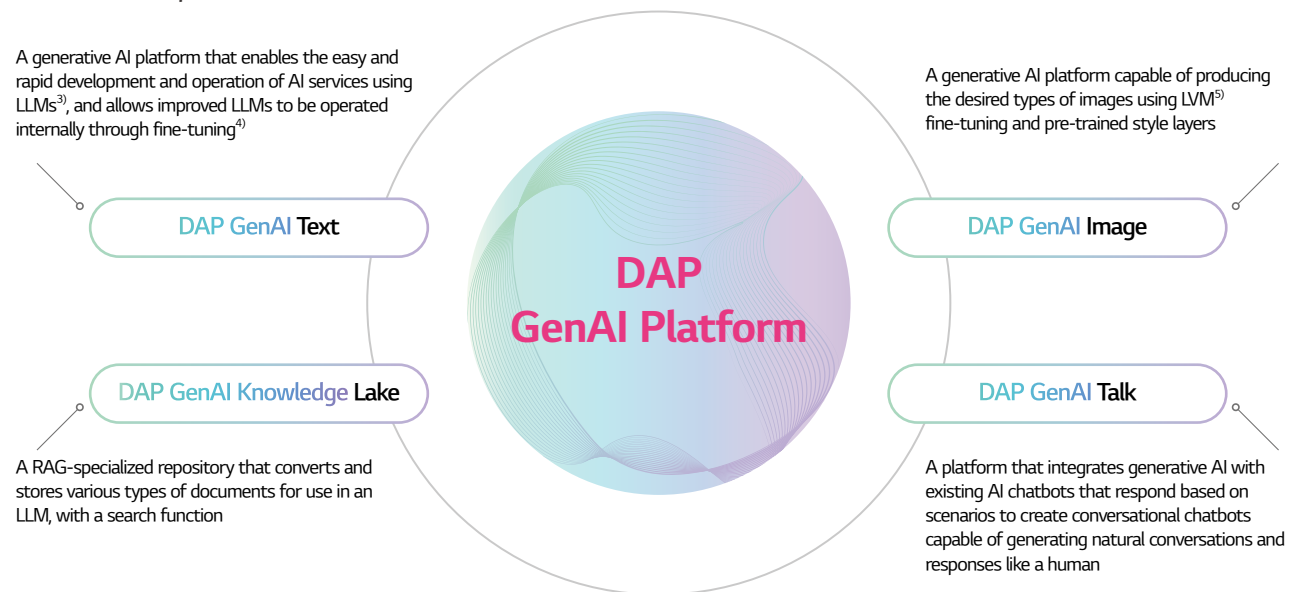 A generative AI platform that enables the easy and
rapid development and operation of AI services using
LLMs3), and allows improved LLMs to be operated
internally through fine-tuning4)
DAP GenAI Text
A generative AI platform capable of producing
the desired types of images using LVM5)
fine-tuning and pre-trained style layers
DAP GenAI Image
DAP
GenAI Platform
DAP GenAI Knowledge Lake
A RAG-specialized repository that converts and
stores various types of documents for use in an
LLM, with a search function
DAP GenAI Talk
A platform that integrates generative AI with
existing AI chatbots that respond based on
scenarios to create conversational chatbots
capable of generating natural conversations and
responses like a human